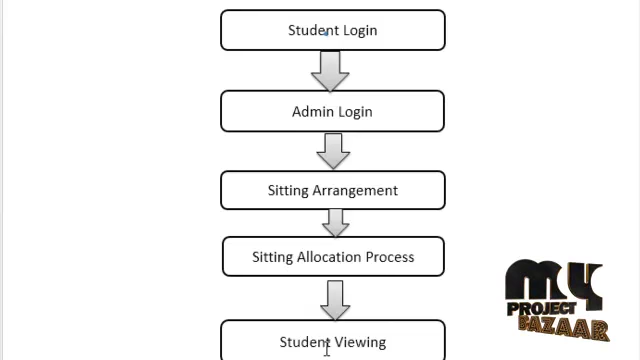 Student Login
Admin Login
Sitting Arrangement
Sitting Allocation Process
Student Viewing
my
PROJECT
BAZAAR